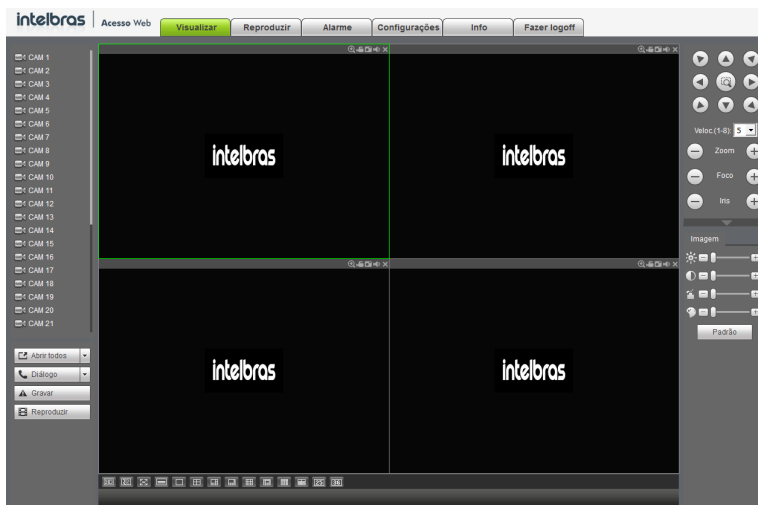 intelbras
Acesso Web
Visualizar
Reproduzir
Alarme
Configurações
Info
Fazer logoff
CAM 1
CAM 2
CAM 3
CAM 4
CAM 5
CAM 6
CAM 7
CAM 8
CAM 9
CAM 10
CAM 11
CAM 12
CAM 13
CAM 14
CAM 15
CAM 16
CAM 17
CAM 18
CAM 19
CAM 20
CAM 21
Abrir todos
Diálogo
Gravar
Reproduzir
intelbras
intelbras
intelbras
intelbras
Veloc.(1-8): 5
Zoom
Foco
Iris
Imagem
Padrão
25
36